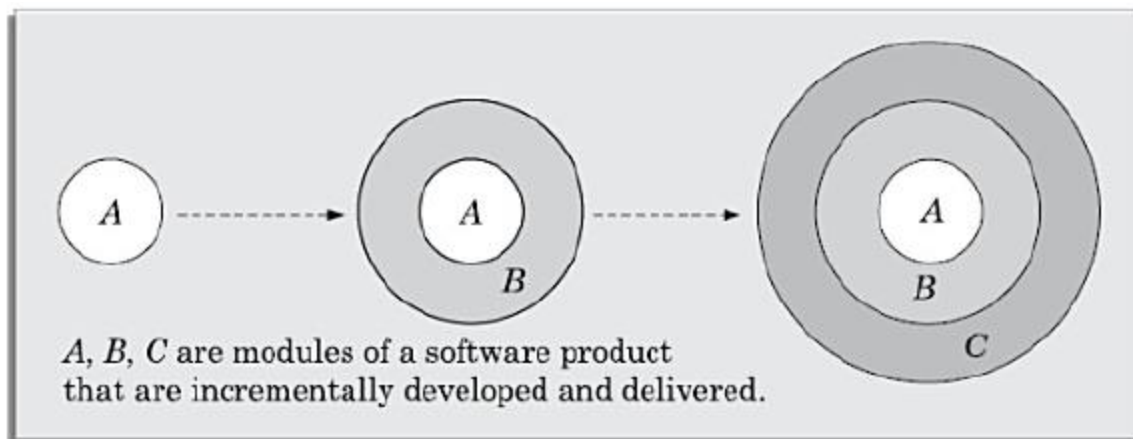 A
A
B
A
B
C
A, B, C are modules of a software product
that are incrementally developed and delivered.